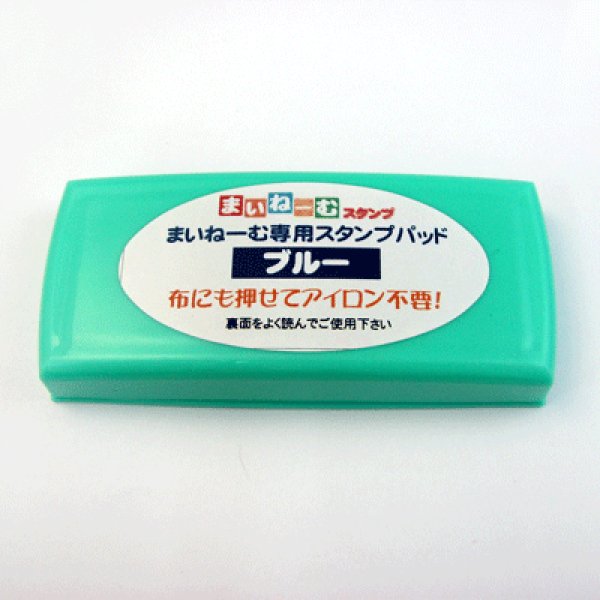 まいねーむスタンプ
まいねーむ専用スタンプパッド
ブルー
布にも押せてアイロン不要!
裏面をよく読んでご使用下さい